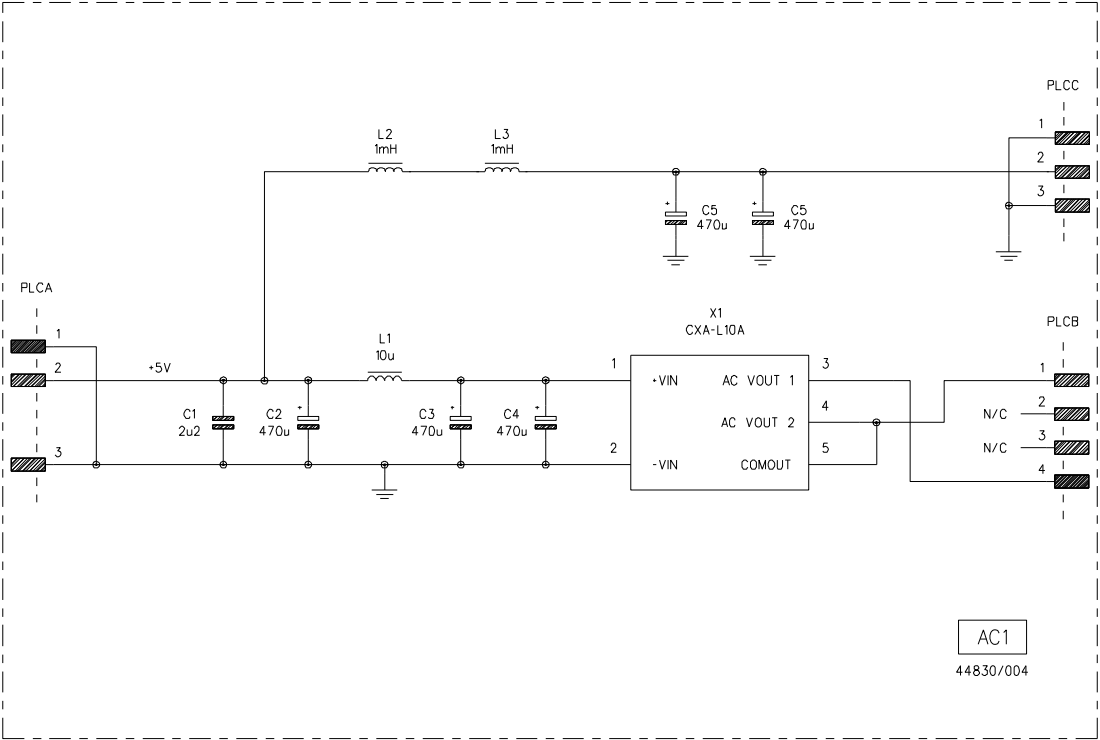 PLCC
1
2
3
L2
1mH
L3
1mH
+
C5
470u
+
C5
470u
PLCA
1
2
3
+5V
L1
10u
C1
2u2
C2
470u
+
C3
470u
+
C4
470u
+
X1
CXA-L10A
1
2
+VIN
-VIN
AC VOUT 1
AC VOUT 2
COMOUT
3
4
5
PLCB
1
N/C 2
N/C 3
4
AC1
44830/004